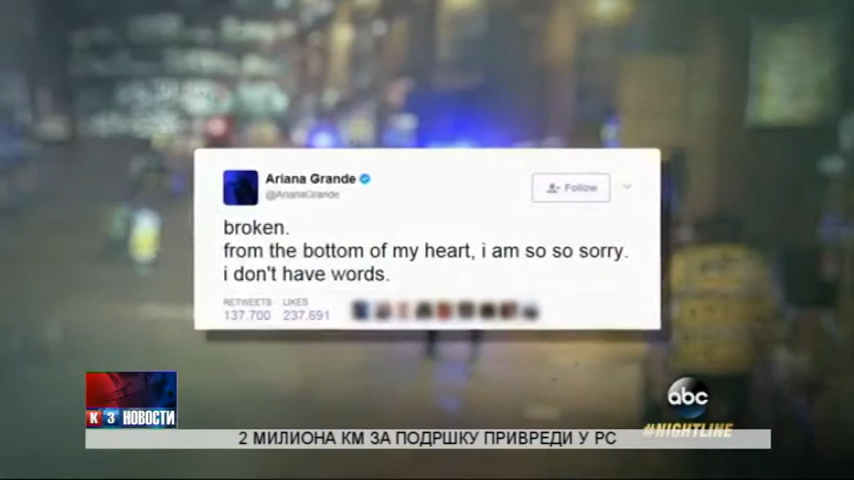 Ariana Grande
@ArianaGrande
Follow
broken.
from the bottom of my heart, i am so so sorry.
i don't have words.
RETWEETS LIKES
137.700 237.691
abc
#NIGHTLINE
К 3 НОВОСТИ
2 МИЛИОНА КМ ЗА ПОДРШКУ ПРИВРЕДИ У РС